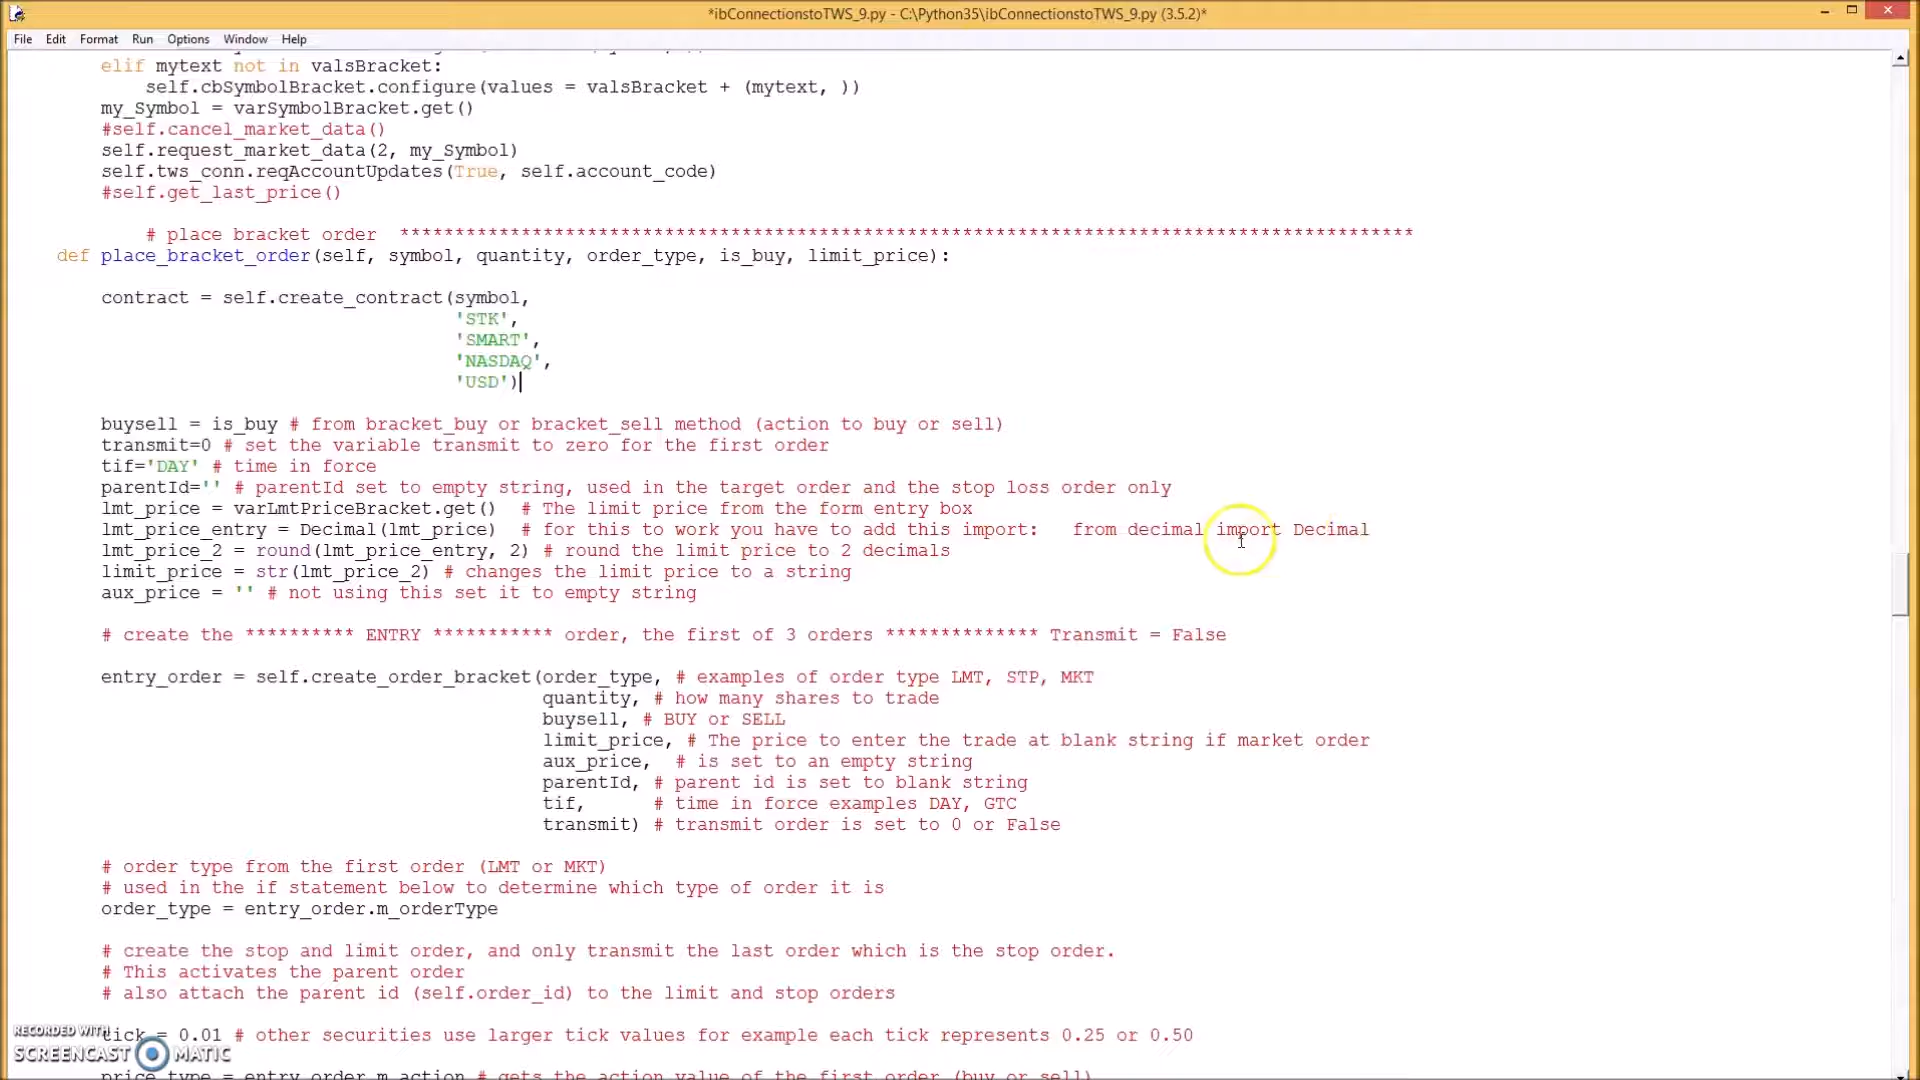 *ibConnectionstoTWS_9.py - C:\Python35\ibConnectionstoTWS_9.py (3.5.2)*
File Edit Format Run Options Window Help
elif mytext not in valsBracket:
self.cbSymbolBracket.configure(values = valsBracket + (mytext, ))
my_Symbol = varSymbolBracket.get()
#self.cancel_market_data()
self.request_market_data(2, my_Symbol)
self.tws_conn.reqAccountUpdates(True, self.account_code)
#self.get_last_price()
# place bracket order ********************************************************************************************
def place_bracket_order(self, symbol, quantity, order_type, is_buy, limit_price):
contract = self.create_contract(symbol,
'STK',
'SMART',
'NASDAQ',
'USD')
buysell = is_buy # from bracket_buy or bracket_sell method (action to buy or sell)
transmit=0 # set the variable transmit to zero for the first order
tif='DAY' # time in force
parentId='' # parentId set to empty string, used in the target order and the stop loss order only
lmt_price = varLmtPriceBracket.get() # The limit price from the form entry box
lmt_price_entry = Decimal(lmt_price) # for this to work you have to add this import: from decimal import Decimal
lmt_price_2 = round(lmt_price_entry, 2) # round the limit price to 2 decimals
limit_price = str(lmt_price_2) # changes the limit price to a string
aux_price = '' # not using this set it to empty string
# create the ********** ENTRY *********** order, the first of 3 orders ************** Transmit = False
entry_order = self.create_order_bracket(order_type, # examples of order type LMT, STP, MKT
quantity, # how many shares to trade
buysell, # BUY or SELL
limit_price, # The price to enter the trade at blank string if market order
aux_price, # is set to an empty string
parentId, # parent id is set to blank string
tif, # time in force examples DAY, GTC
transmit) # transmit order is set to 0 or False
# order type from the first order (LMT or MKT)
# used in the if statement below to determine which type of order it is
order_type = entry_order.m_orderType
# create the stop and limit order, and only transmit the last order which is the stop order.
# This activates the parent order
# also attach the parent id (self.order_id) to the limit and stop orders
tick = 0.01 # other securities use larger tick values for example each tick represents 0.25 or 0.50
price_type = entry_order.m_action # gets the action value of the first order (buy or sell)
RECORDED WITH
SCREENCAST MATIC